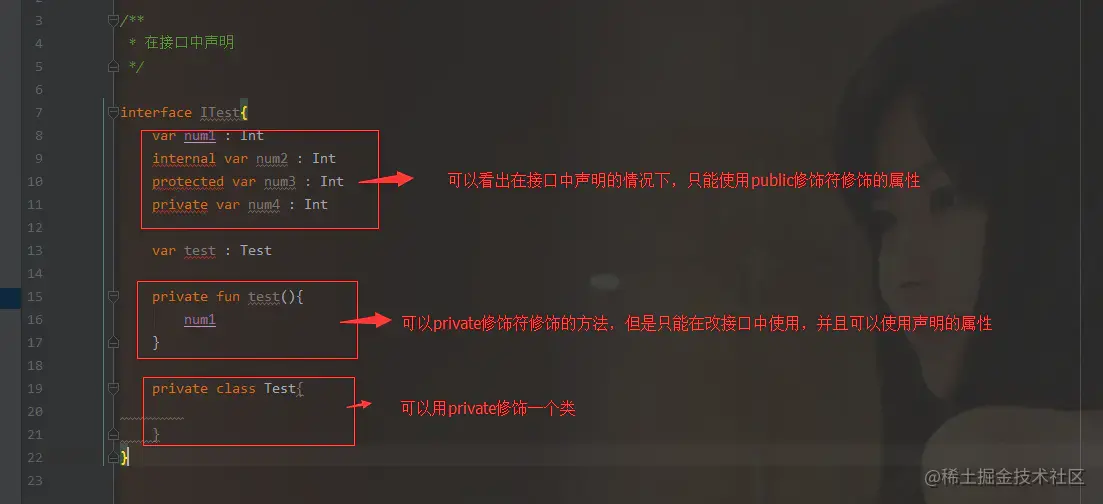 3 /**
4 * 在接口中声明
5 */
6
7 interface ITest{
8 var num1 : Int
9 internal var num2 : Int
10 protected var num3 : Int 可以看出在接口中声明的情况下，只能使用public修饰符修饰的属性
11 private var num4 : Int
12
13 var test : Test
14
15 private fun test(){
16 num1 可以private修饰符修饰的方法，但是只能在改接口中使用，并且可以使用声明的属性
17 }
18
19 private class Test{
20 可以用private修饰一个类
21 }
22 }
23
@稀土掘金技术社区